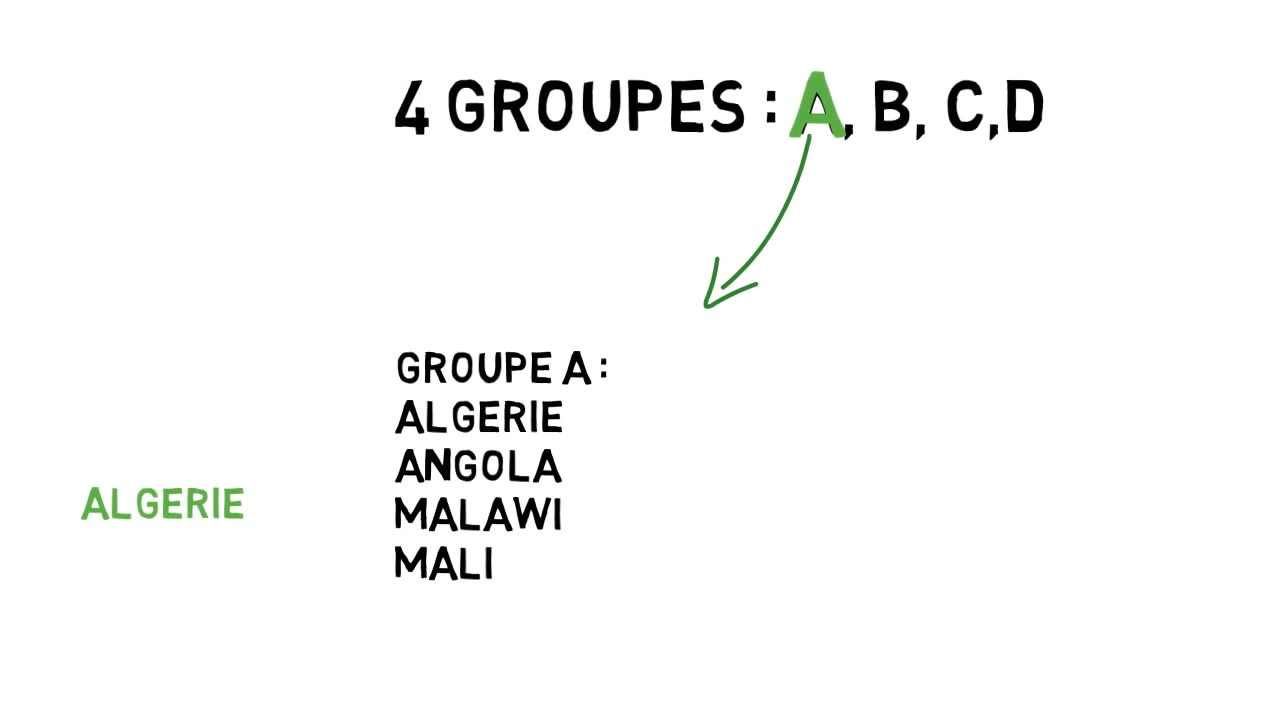 4 GROUPES : A, B, C,D
GROUPE A :
ALGERIE
ANGOLA
MALAWI
MALI
ALGERIE